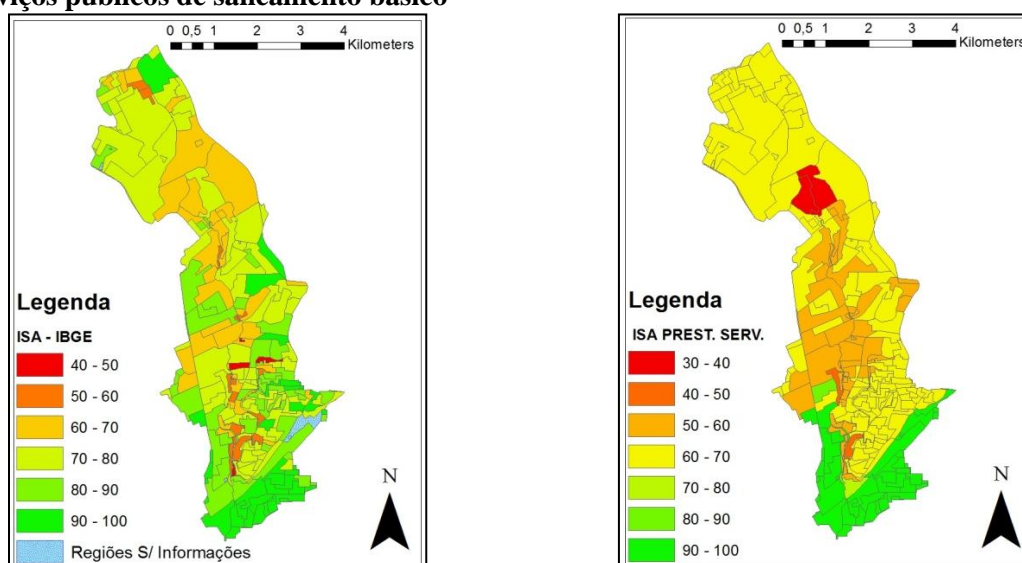 viços públicos de saneamento básico
0 0,5 1 2 3 4
Kilometers
Legenda
ISA - IBGE
40 - 50
50 - 60
60 - 70
70 - 80
80 - 90
90 - 100
Regiões S/ Informações
N
0 0,5 1 2 3 4
Kilometers
Legenda
ISA PREST. SERV.
30 - 40
40 - 50
50 - 60
60 - 70
70 - 80
80 - 90
90 - 100
N